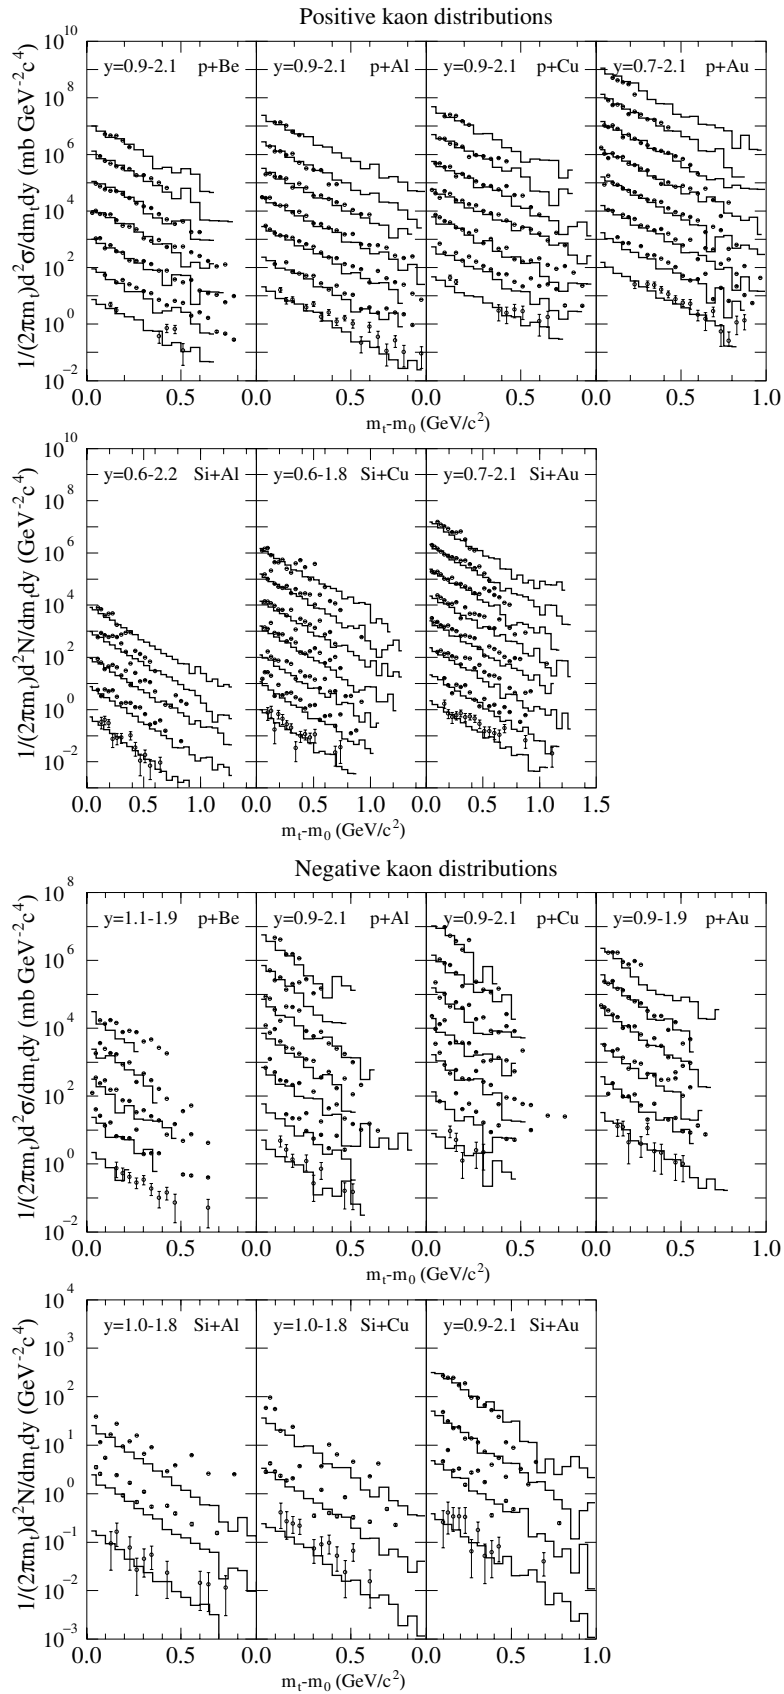 Positive kaon distributions
1/(2πm_t)d²σ/dm_tdy (mb GeV⁻²c⁴)
10¹⁰
10⁸
10⁶
10⁴
10²
10⁰
10⁻²
y=0.9-2.1 p+Be
y=0.9-2.1 p+Al
y=0.9-2.1 p+Cu
y=0.7-2.1 p+Au
0.0 0.5 0.0 0.5 0.0 0.5 0.0 0.5 1.0
m_t-m_0 (GeV/c²)
1/(2πm_t)d²N/dm_tdy (GeV⁻²c⁴)
10¹⁰
10⁸
10⁶
10⁴
10²
10⁰
10⁻²
y=0.6-2.2 Si+Al
y=0.6-1.8 Si+Cu
y=0.7-2.1 Si+Au
0.0 0.5 1.0 0.0 0.5 1.0 0.0 0.5 1.0 1.5
m_t-m_0 (GeV/c²)
Negative kaon distributions
1/(2πm_t)d²σ/dm_tdy (mb GeV⁻²c⁴)
10⁸
10⁶
10⁴
10²
10⁰
10⁻²
y=1.1-1.9 p+Be
y=0.9-2.1 p+Al
y=0.9-2.1 p+Cu
y=0.9-1.9 p+Au
0.0 0.5 0.0 0.5 0.0 0.5 0.0 0.5 1.0
m_t-m_0 (GeV/c²)
1/(2πm_t)d²N/dm_tdy (GeV⁻²c⁴)
10⁴
10³
10²
10¹
10⁰
10⁻¹
10⁻²
10⁻³
y=1.0-1.8 Si+Al
y=1.0-1.8 Si+Cu
y=0.9-2.1 Si+Au
0.0 0.5 0.0 0.5 0.0 0.5 1.0
m_t-m_0 (GeV/c²)